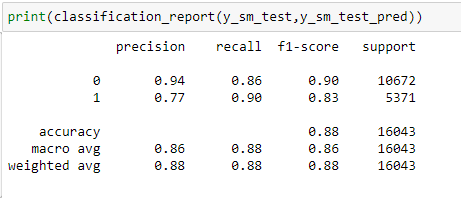 print(classification_report(y_sm_test,y_sm_test_pred))
precision recall f1-score support
0 0.94 0.86 0.90 10672
1 0.77 0.90 0.83 5371
accuracy 0.88 16043
macro avg 0.86 0.88 0.86 16043
weighted avg 0.88 0.88 0.88 16043